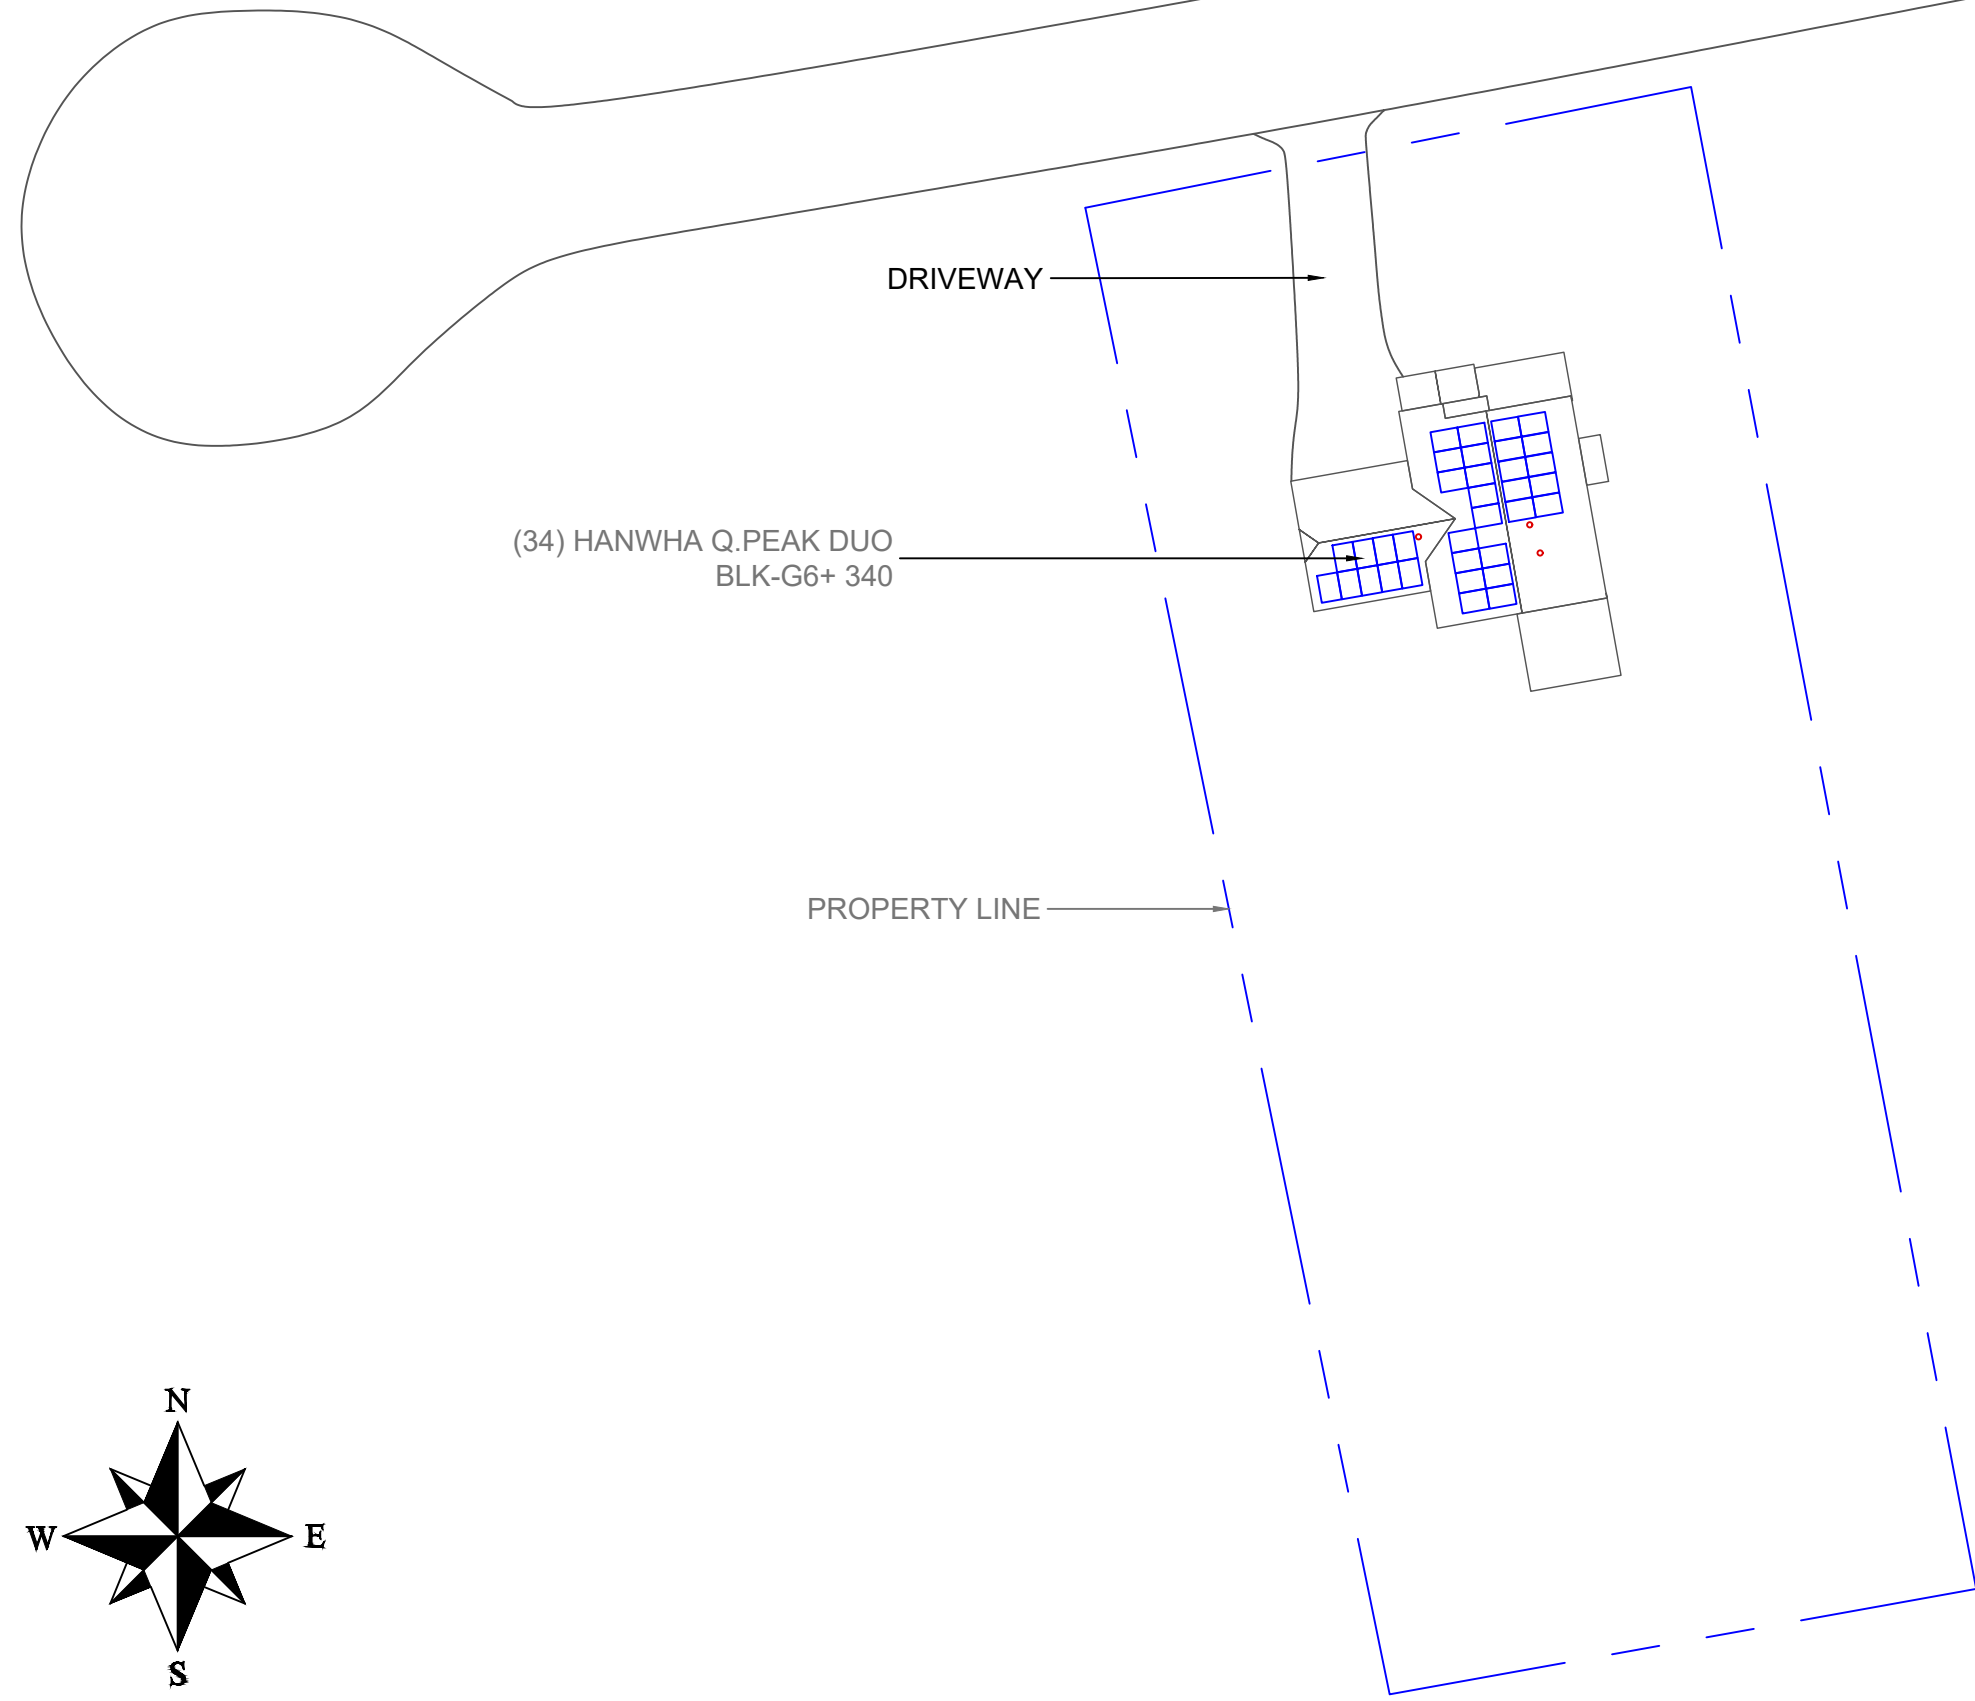 DRIVEWAY
(34) HANWHA Q.PEAK DUO
BLK-G6+ 340
PROPERTY LINE
N
W
E
S